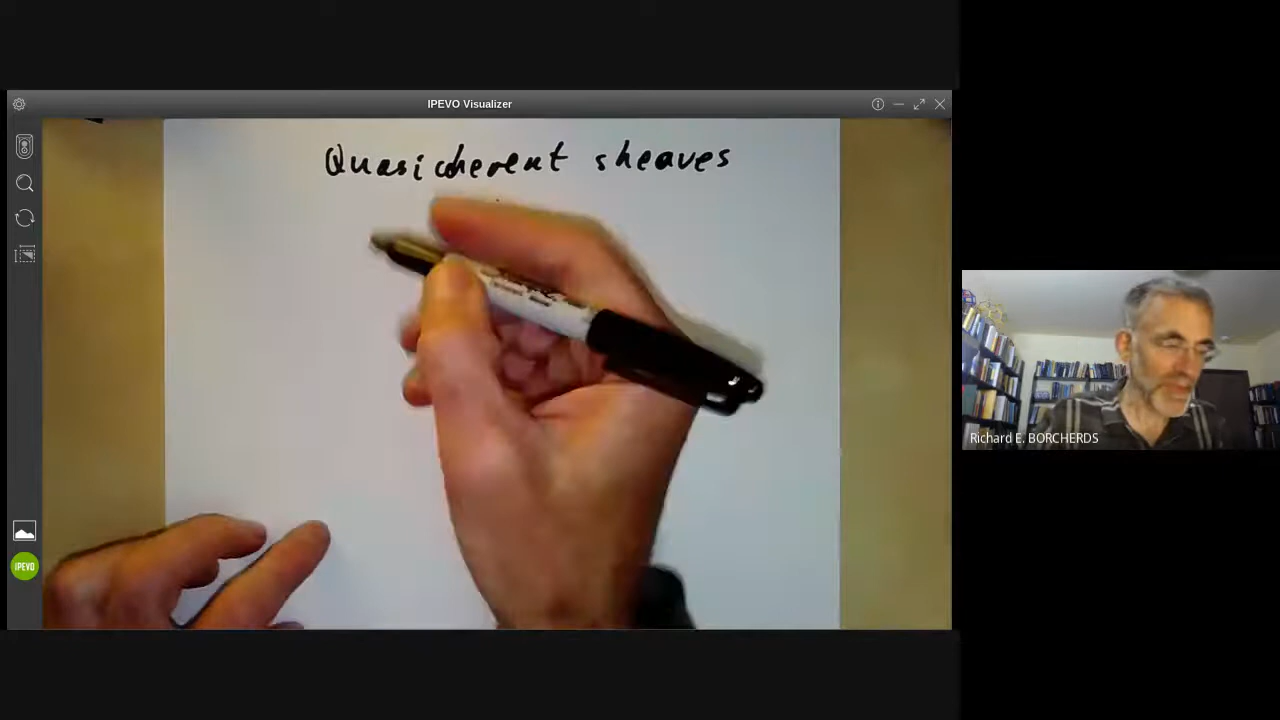 IPEVO Visualizer
Quasicoherent sheaves
Richard E. BORCHERDS
IPEVO